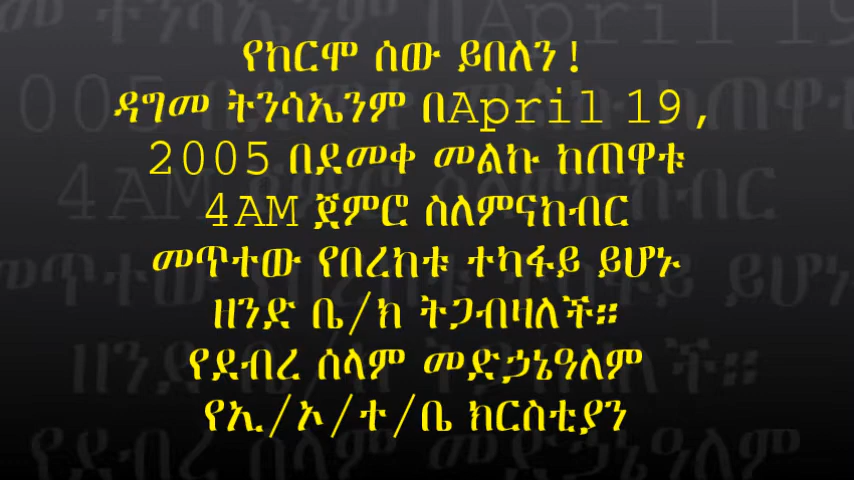 የከርሞ ሰው ይበለን!
ዳግመ ትንሳኤንም በApril 19,
2005 በደመቀ መልኩ ከጠዋቱ
4AM ጀምሮ ስለምናከብር
መጥተው የበረከቱ ተካፋይ ይሆኑ
ዘንድ ቤ/ክ ትጋብዛለች።
የደብረ ሰላም መድኃኔዓለም
የኢ/ኦ/ተ/ቤ ክርስቲያን